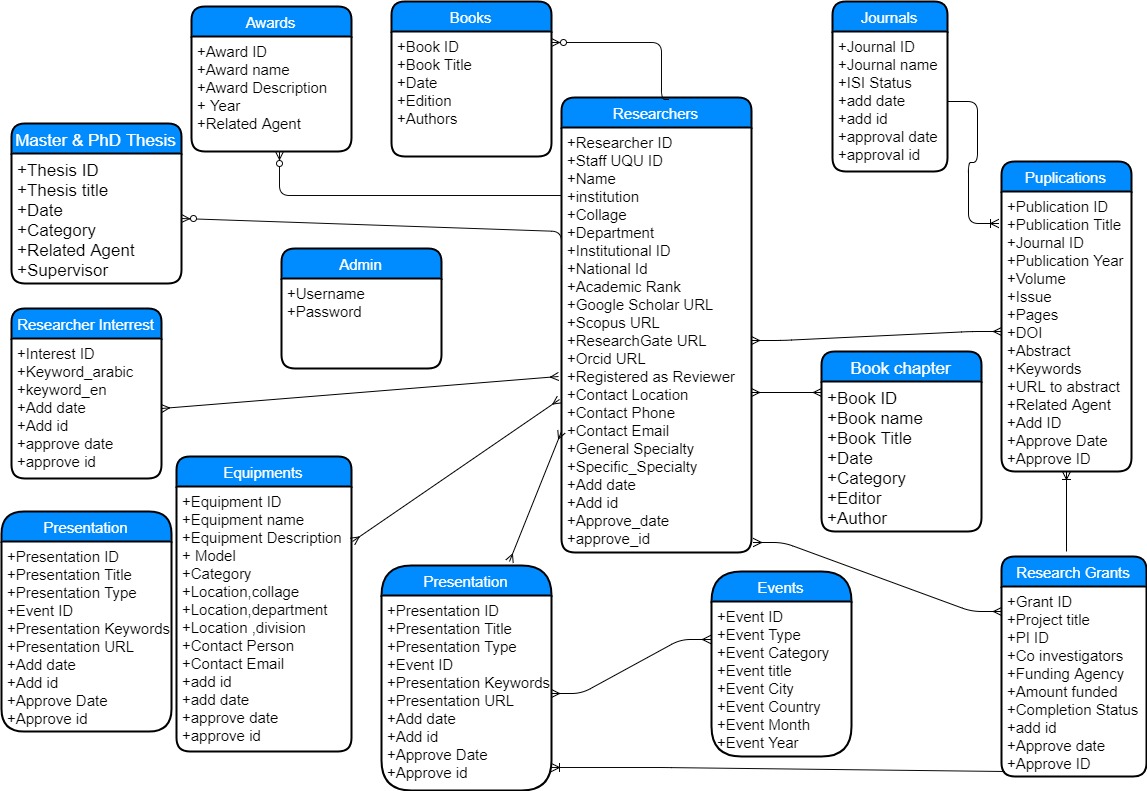 Awards
+Award ID
+Award name
+Award Description
+ Year
+Related Agent
Books
+Book ID
+Book Title
+Date
+Edition
+Authors
Journals
+Journal ID
+Journal name
+ISI Status
+add date
+add id
+approval date
+approval id
Master & PhD Thesis
+Thesis ID
+Thesis title
+Date
+Category
+Related Agent
+Supervisor
Researchers
+Researcher ID
+Staff UQU ID
+Name
+institution
+Collage
+Department
+Institutional ID
+National Id
+Academic Rank
+Google Scholar URL
+Scopus URL
+ResearchGate URL
+Orcid URL
+Registered as Reviewer
+Contact Location
+Contact Phone
+Contact Email
+General Specialty
+Specific_Specialty
+Add date
+Add id
+Approve_date
+approve_id
Puplications
+Publication ID
+Publication Title
+Journal ID
+Publication Year
+Volume
+Issue
+Pages
+DOI
+Abstract
+Keywords
+URL to abstract
+Related Agent
+Add ID
+Approve Date
+Approve ID
Admin
+Username
+Password
Researcher Interrest
+Interest ID
+Keyword_arabic
+keyword_en
+Add date
+Add id
+approve date
+approve id
Book chapter
+Book ID
+Book name
+Book Title
+Date
+Category
+Editor
+Author
Equipments
+Equipment ID
+Equipment name
+Equipment Description
+ Model
+Category
+Location,collage
+Location,department
+Location ,division
+Contact Person
+Contact Email
+add id
+add date
+approve date
+approve id
Presentation
+Presentation ID
+Presentation Title
+Presentation Type
+Event ID
+Presentation Keywords
+Presentation URL
+Add date
+Add id
+Approve Date
+Approve id
Presentation
+Presentation ID
+Presentation Title
+Presentation Type
+Event ID
+Presentation Keywords
+Presentation URL
+Add date
+Add id
+Approve Date
+Approve id
Events
+Event ID
+Event Type
+Event Category
+Event title
+Event City
+Event Country
+Event Month
+Event Year
Research Grants
+Grant ID
+Project title
+PI ID
+Co investigators
+Funding Agency
+Amount funded
+Completion Status
+add id
+Approve date
+Approve ID